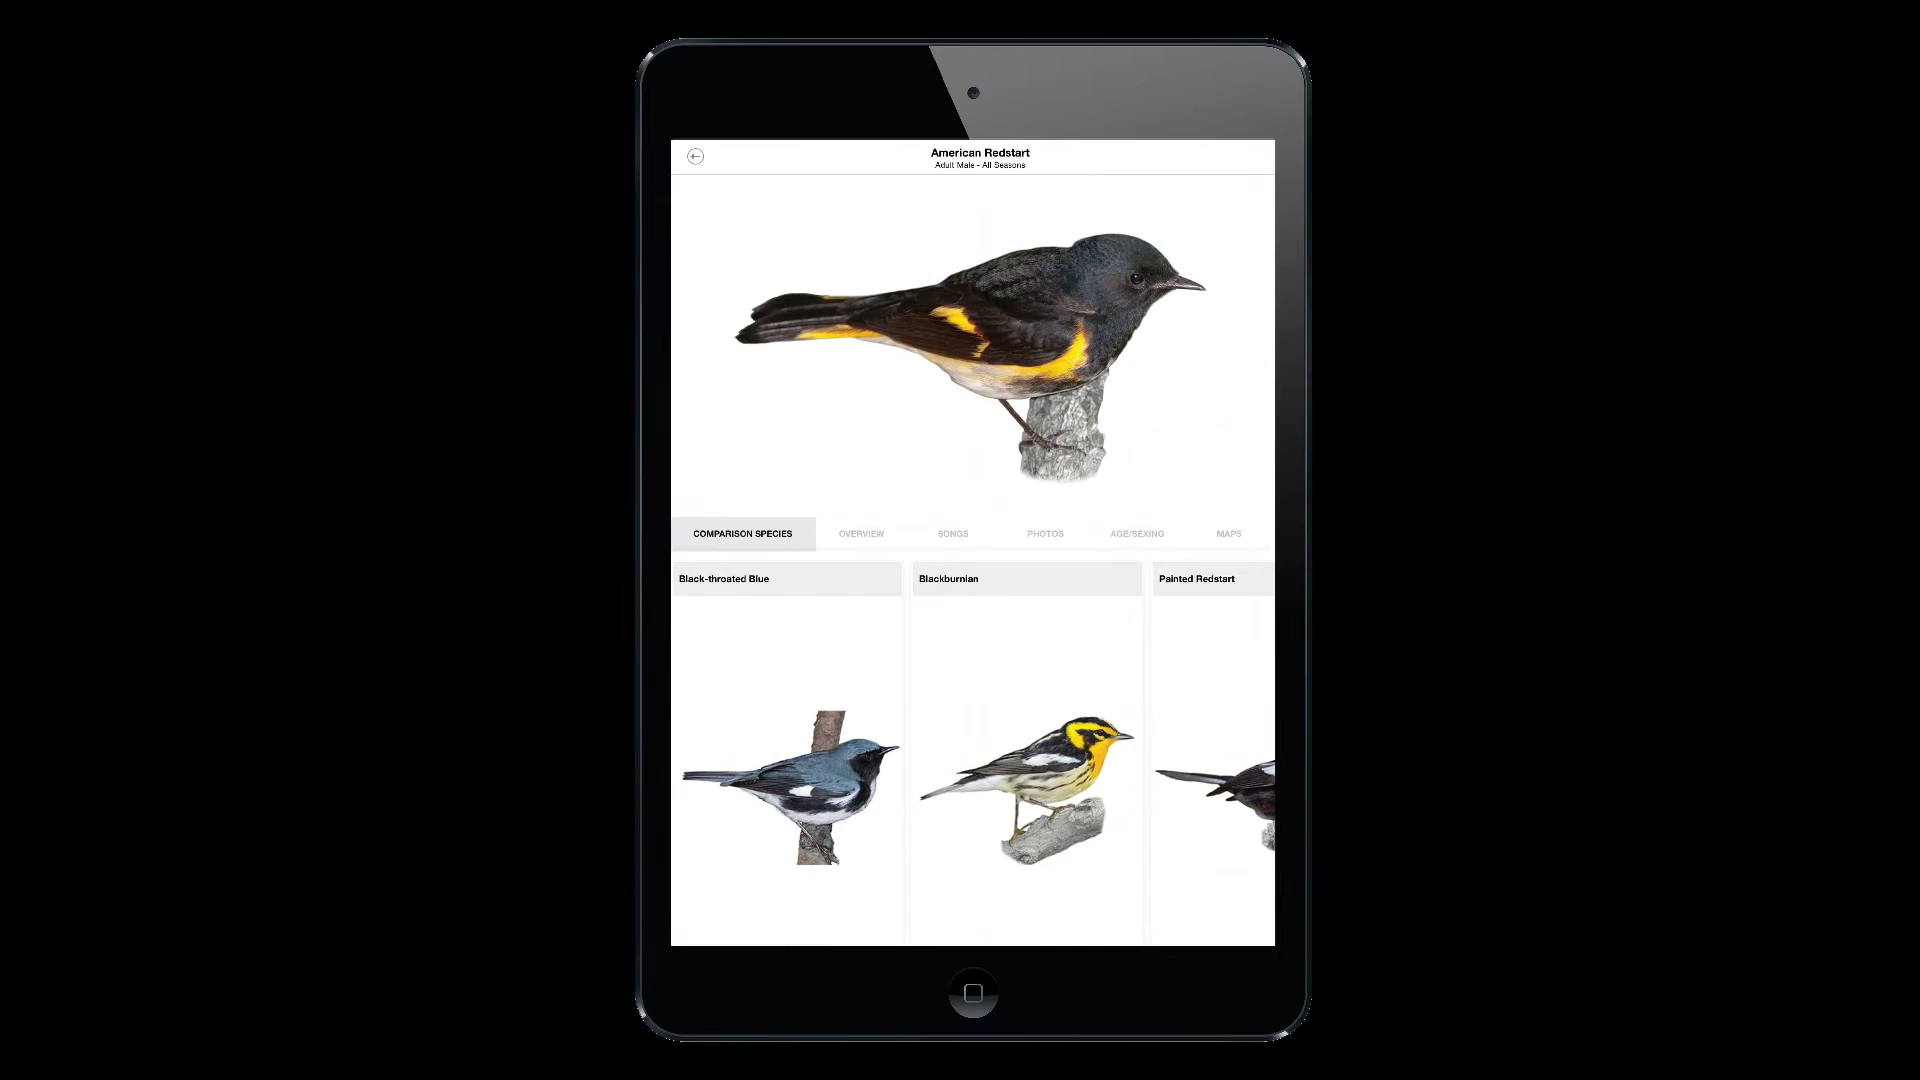 American Redstart
Adult Male - All Seasons
COMPARISON SPECIES OVERVIEW SONGS PHOTOS AGE/SEXING MAPS
Black-throated Blue Blackburnian Painted Redstart